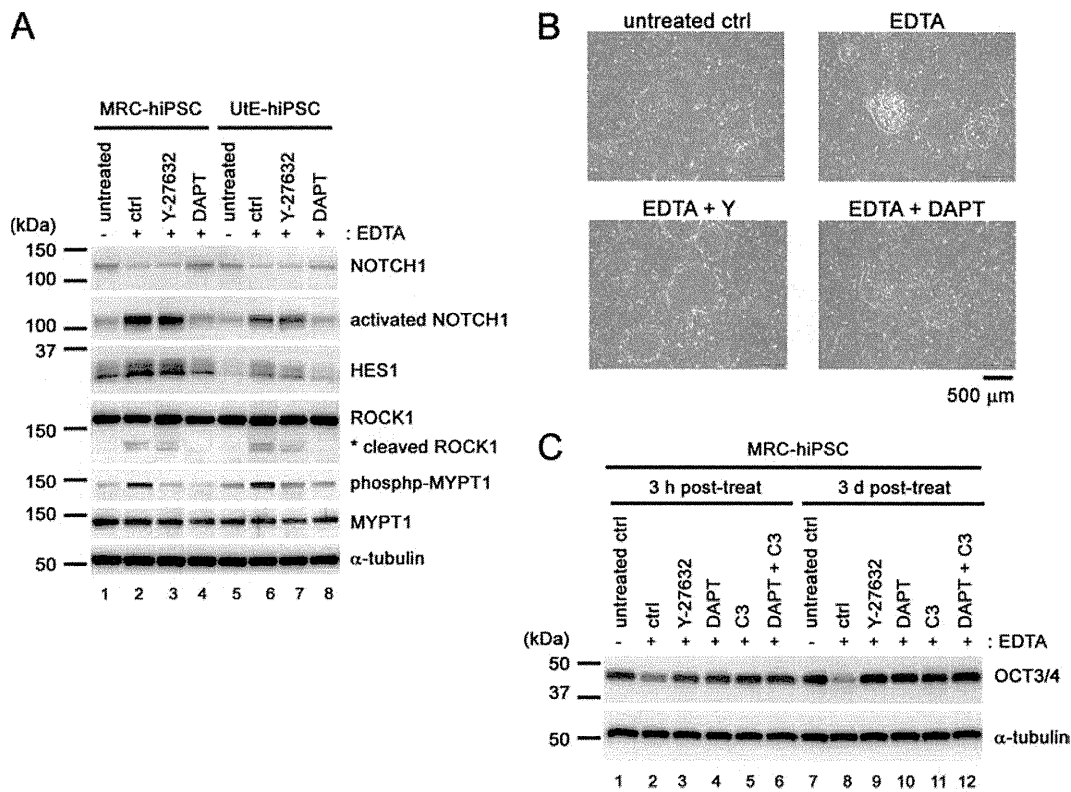 A
MRC-hiPSC UtE-hiPSC
untreated ctrl Y-27632 DAPT untreated ctrl Y-27632 DAPT
(kDa) - + + + - + + + : EDTA
150
100
NOTCH1
100
activated NOTCH1
37
HES1
150
ROCK1
* cleaved ROCK1
150
phosphp-MYPT1
150
MYPT1
50
α-tubulin
1 2 3 4 5 6 7 8
B
untreated ctrl EDTA
EDTA + Y EDTA + DAPT
500 μm
C
MRC-hiPSC
3 h post-treat 3 d post-treat
untreated ctrl ctrl Y-27632 DAPT C3 DAPT + C3 untreated ctrl ctrl Y-27632 DAPT C3 DAPT + C3
(kDa) - + + + + + - + + + + + : EDTA
50
37
OCT3/4
50
α-tubulin
1 2 3 4 5 6 7 8 9 10 11 12